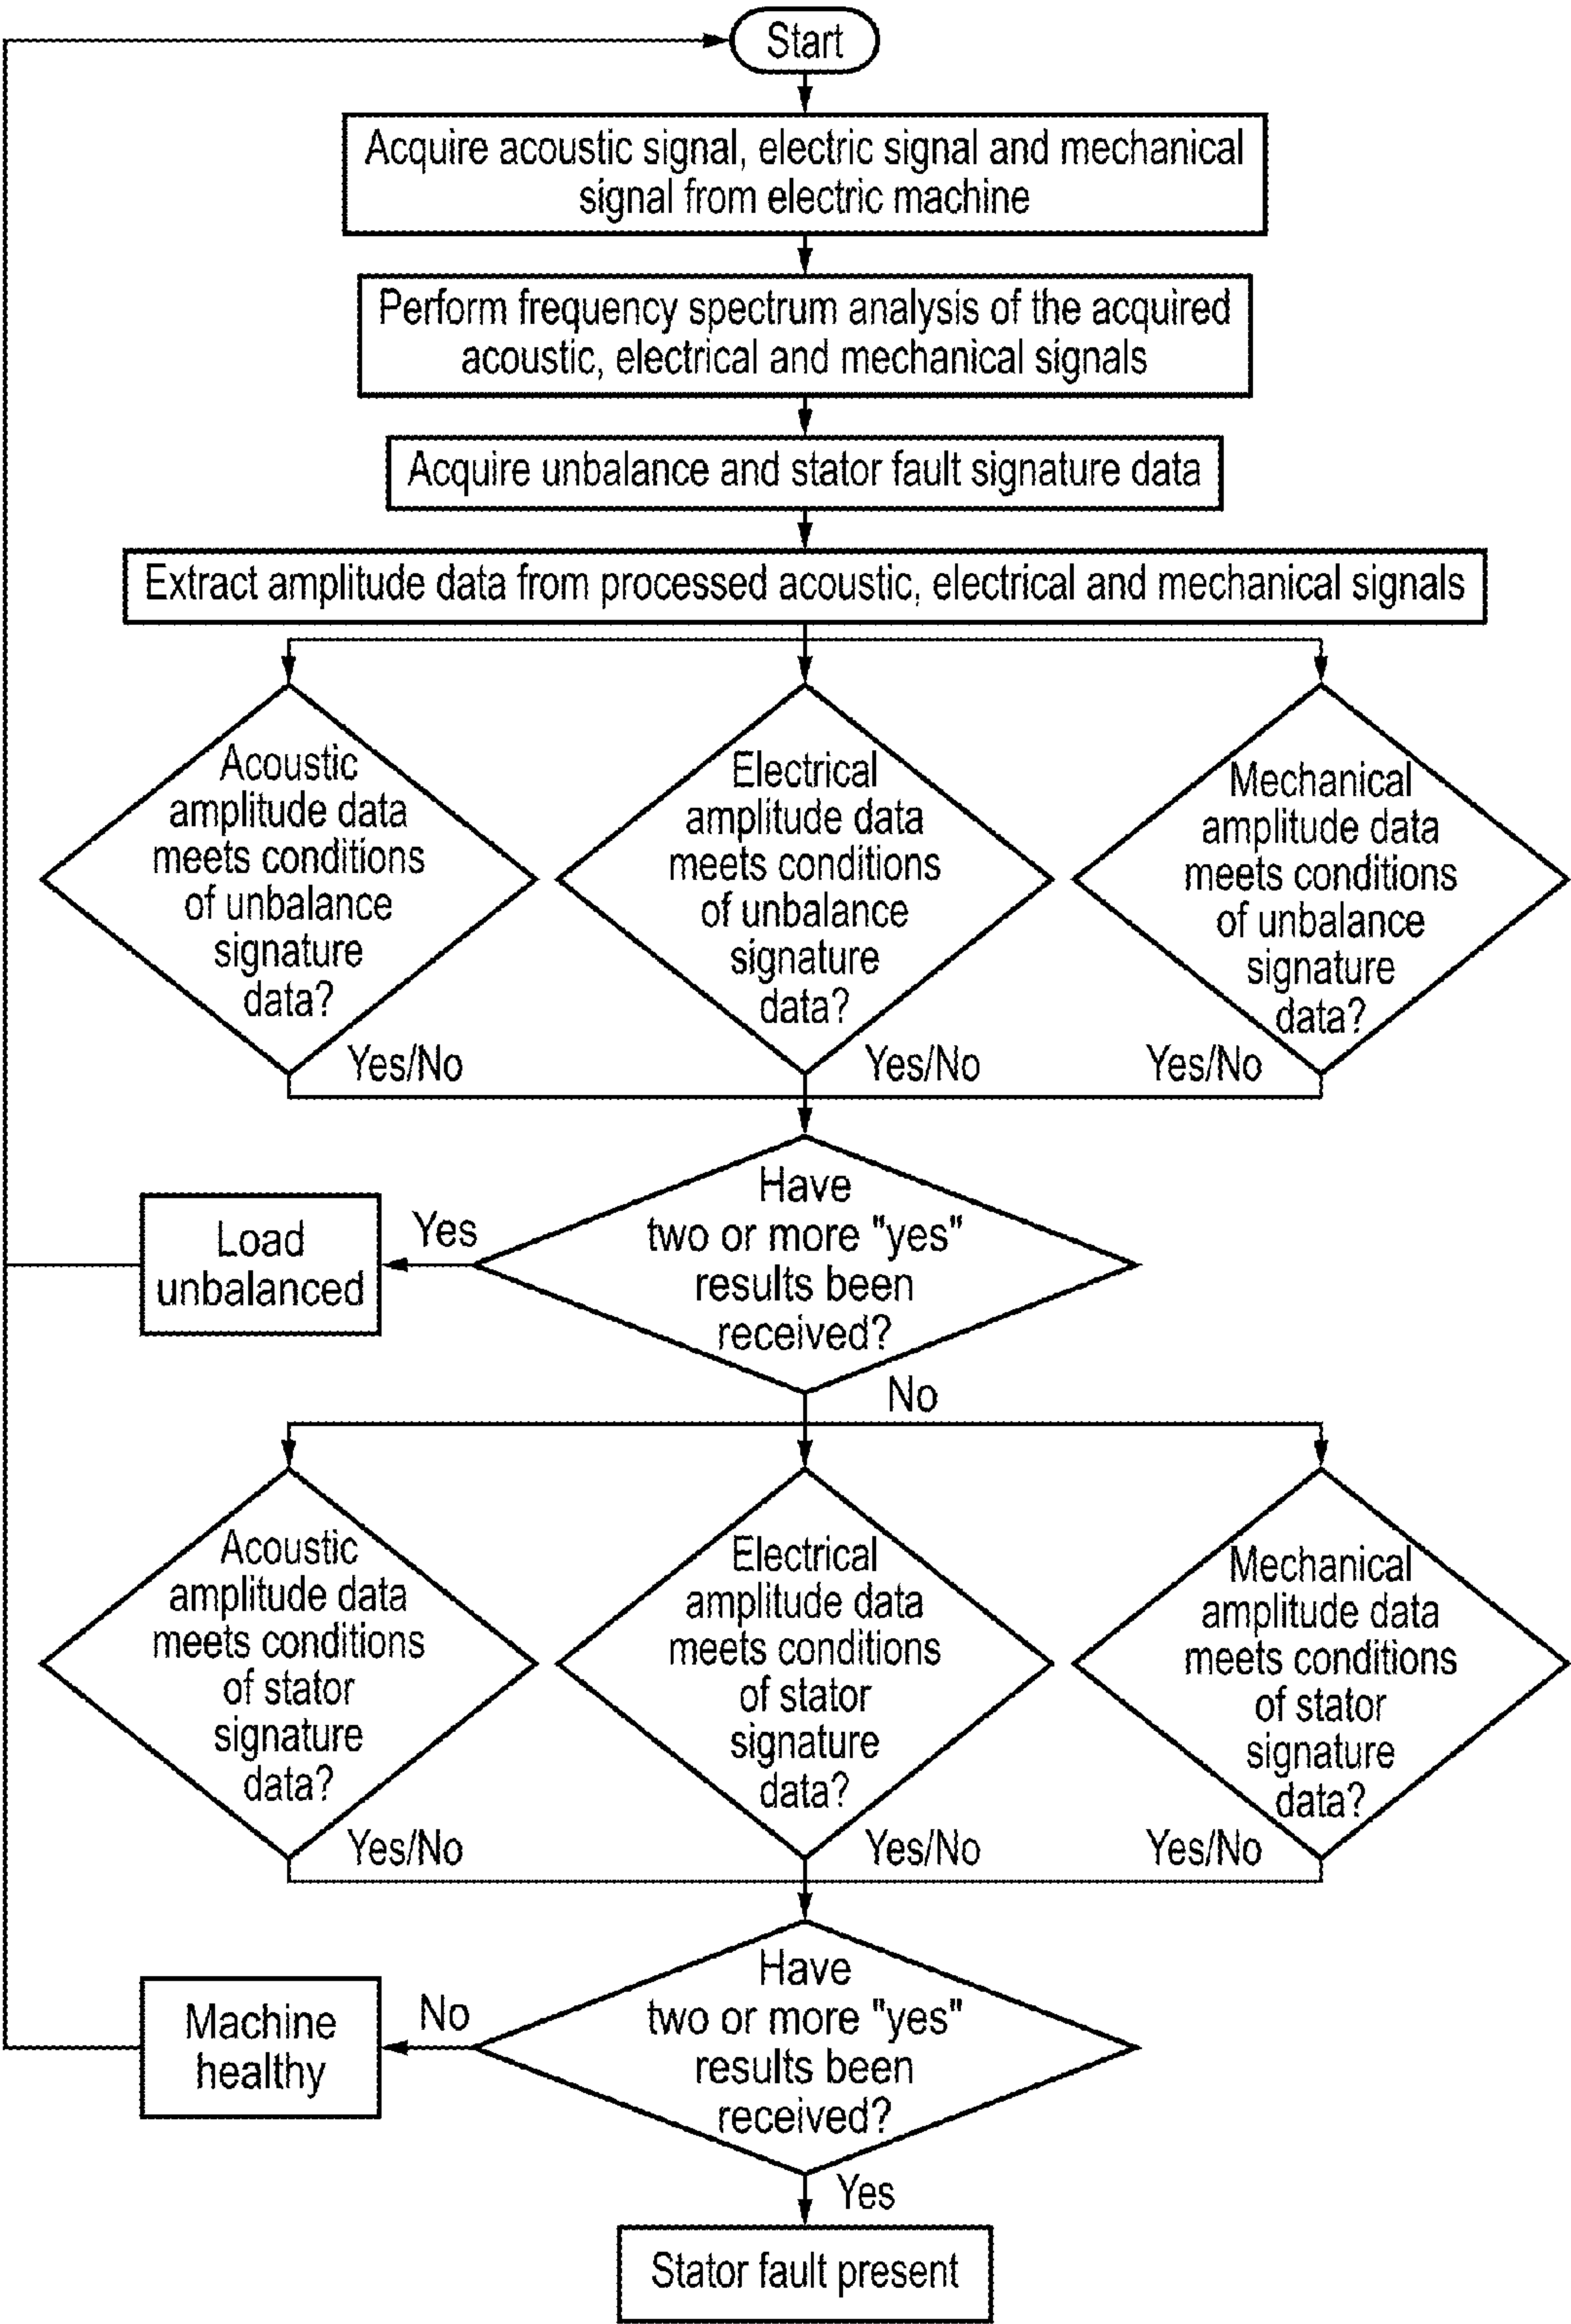 Start
Acquire acoustic signal, electric signal and mechanical
signal from electric machine
Perform frequency spectrum analysis of the acquired
acoustic, electrical and mechanical signals
Acquire unbalance and stator fault signature data
Extract amplitude data from processed acoustic, electrical and mechanical signals
Acoustic
amplitude data
meets conditions
of unbalance
signature
data?
Yes/No
Electrical
amplitude data
meets conditions
of unbalance
signature
data?
Yes/No
Mechanical
amplitude data
meets conditions
of unbalance
signature
data?
Yes/No
Have
two or more "yes"
results been
received?
Yes
Load
unbalanced
No
Acoustic
amplitude data
meets conditions
of stator
signature
data?
Yes/No
Electrical
amplitude data
meets conditions
of stator
signature
data?
Yes/No
Mechanical
amplitude data
meets conditions
of stator
signature
data?
Yes/No
Have
two or more "yes"
results been
received?
No
Machine
healthy
Yes
Stator fault present